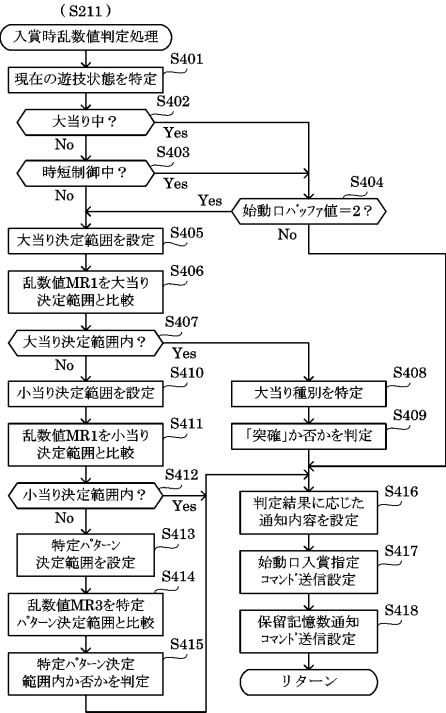 (S211)
入賞時乱数値判定処理
S401
現在の遊技状態を特定
S402
大当り中？
Yes
No
S403
時短制御中？
Yes
No
S404
始動口バッファ値＝2？
Yes
No
S405
大当り決定範囲を設定
S406
乱数値MR1を大当り
決定範囲と比較
S407
大当り決定範囲内？
Yes
No
S408
大当り種別を特定
S409
「突確」か否かを判定
S410
小当り決定範囲を設定
S411
乱数値MR1を小当り
決定範囲と比較
S412
小当り決定範囲内？
Yes
No
S413
特定パターン
決定範囲を設定
S414
乱数値MR3を特定
パターン決定範囲と比較
S415
特定パターン決定
範囲内か否かを判定
S416
判定結果に応じた
通知内容を設定
S417
始動口入賞指定
コマンド送信設定
S418
保留記憶数通知
コマンド送信設定
リターン